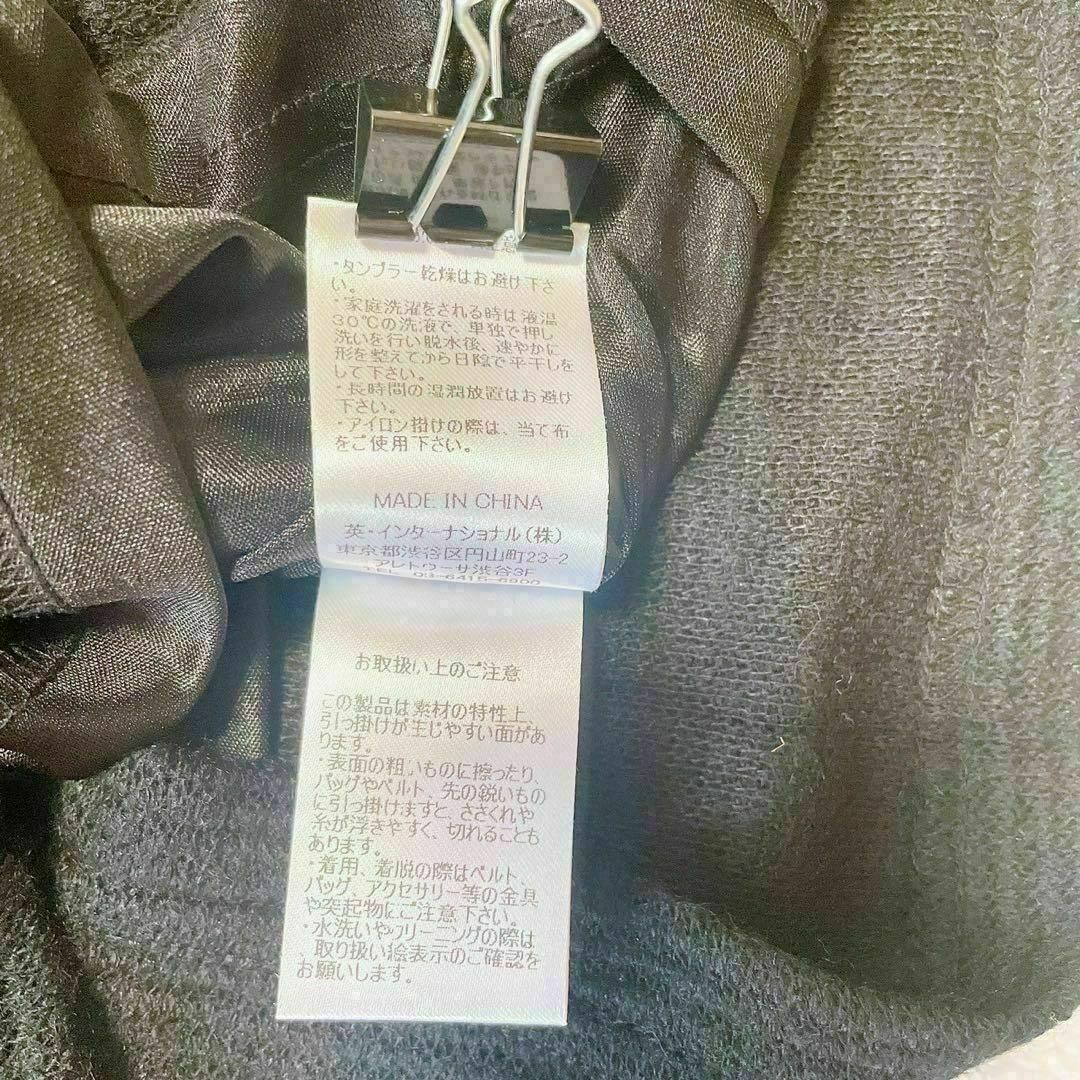 ・タンブラー乾燥はお避け下さ
い。
・家庭洗濯をされる時は液温
30℃の洗液で、単独で押し
洗いを行い脱水後、速やかに
形を整えてから日陰で平干しを
して下さい。
・長時間の湿潤放置はお避け
下さい。
・アイロン掛けの際は、当て布
をご使用下さい。
MADE IN CHINA
英・インターナショナル(株)
東京都渋谷区円山町23-2
アレトゥーサ渋谷3F
TEL 03-6415-6900
お取扱い上のご注意
この製品は素材の特性上、
引っ掛けが生じやすい面があ
ります。
・表面の粗いものに擦ったり、
バッグやベルト、先の鋭いもの
に引っ掛けますと、ささくれや
糸が浮きやすく、切れることも
あります。
・着用、着脱の際はベルト、
バッグ、アクセサリー等の金具
や突起物にご注意下さい。
・水洗いやクリーニングの際は
、取り扱い絵表示のご確認を
お願いします。